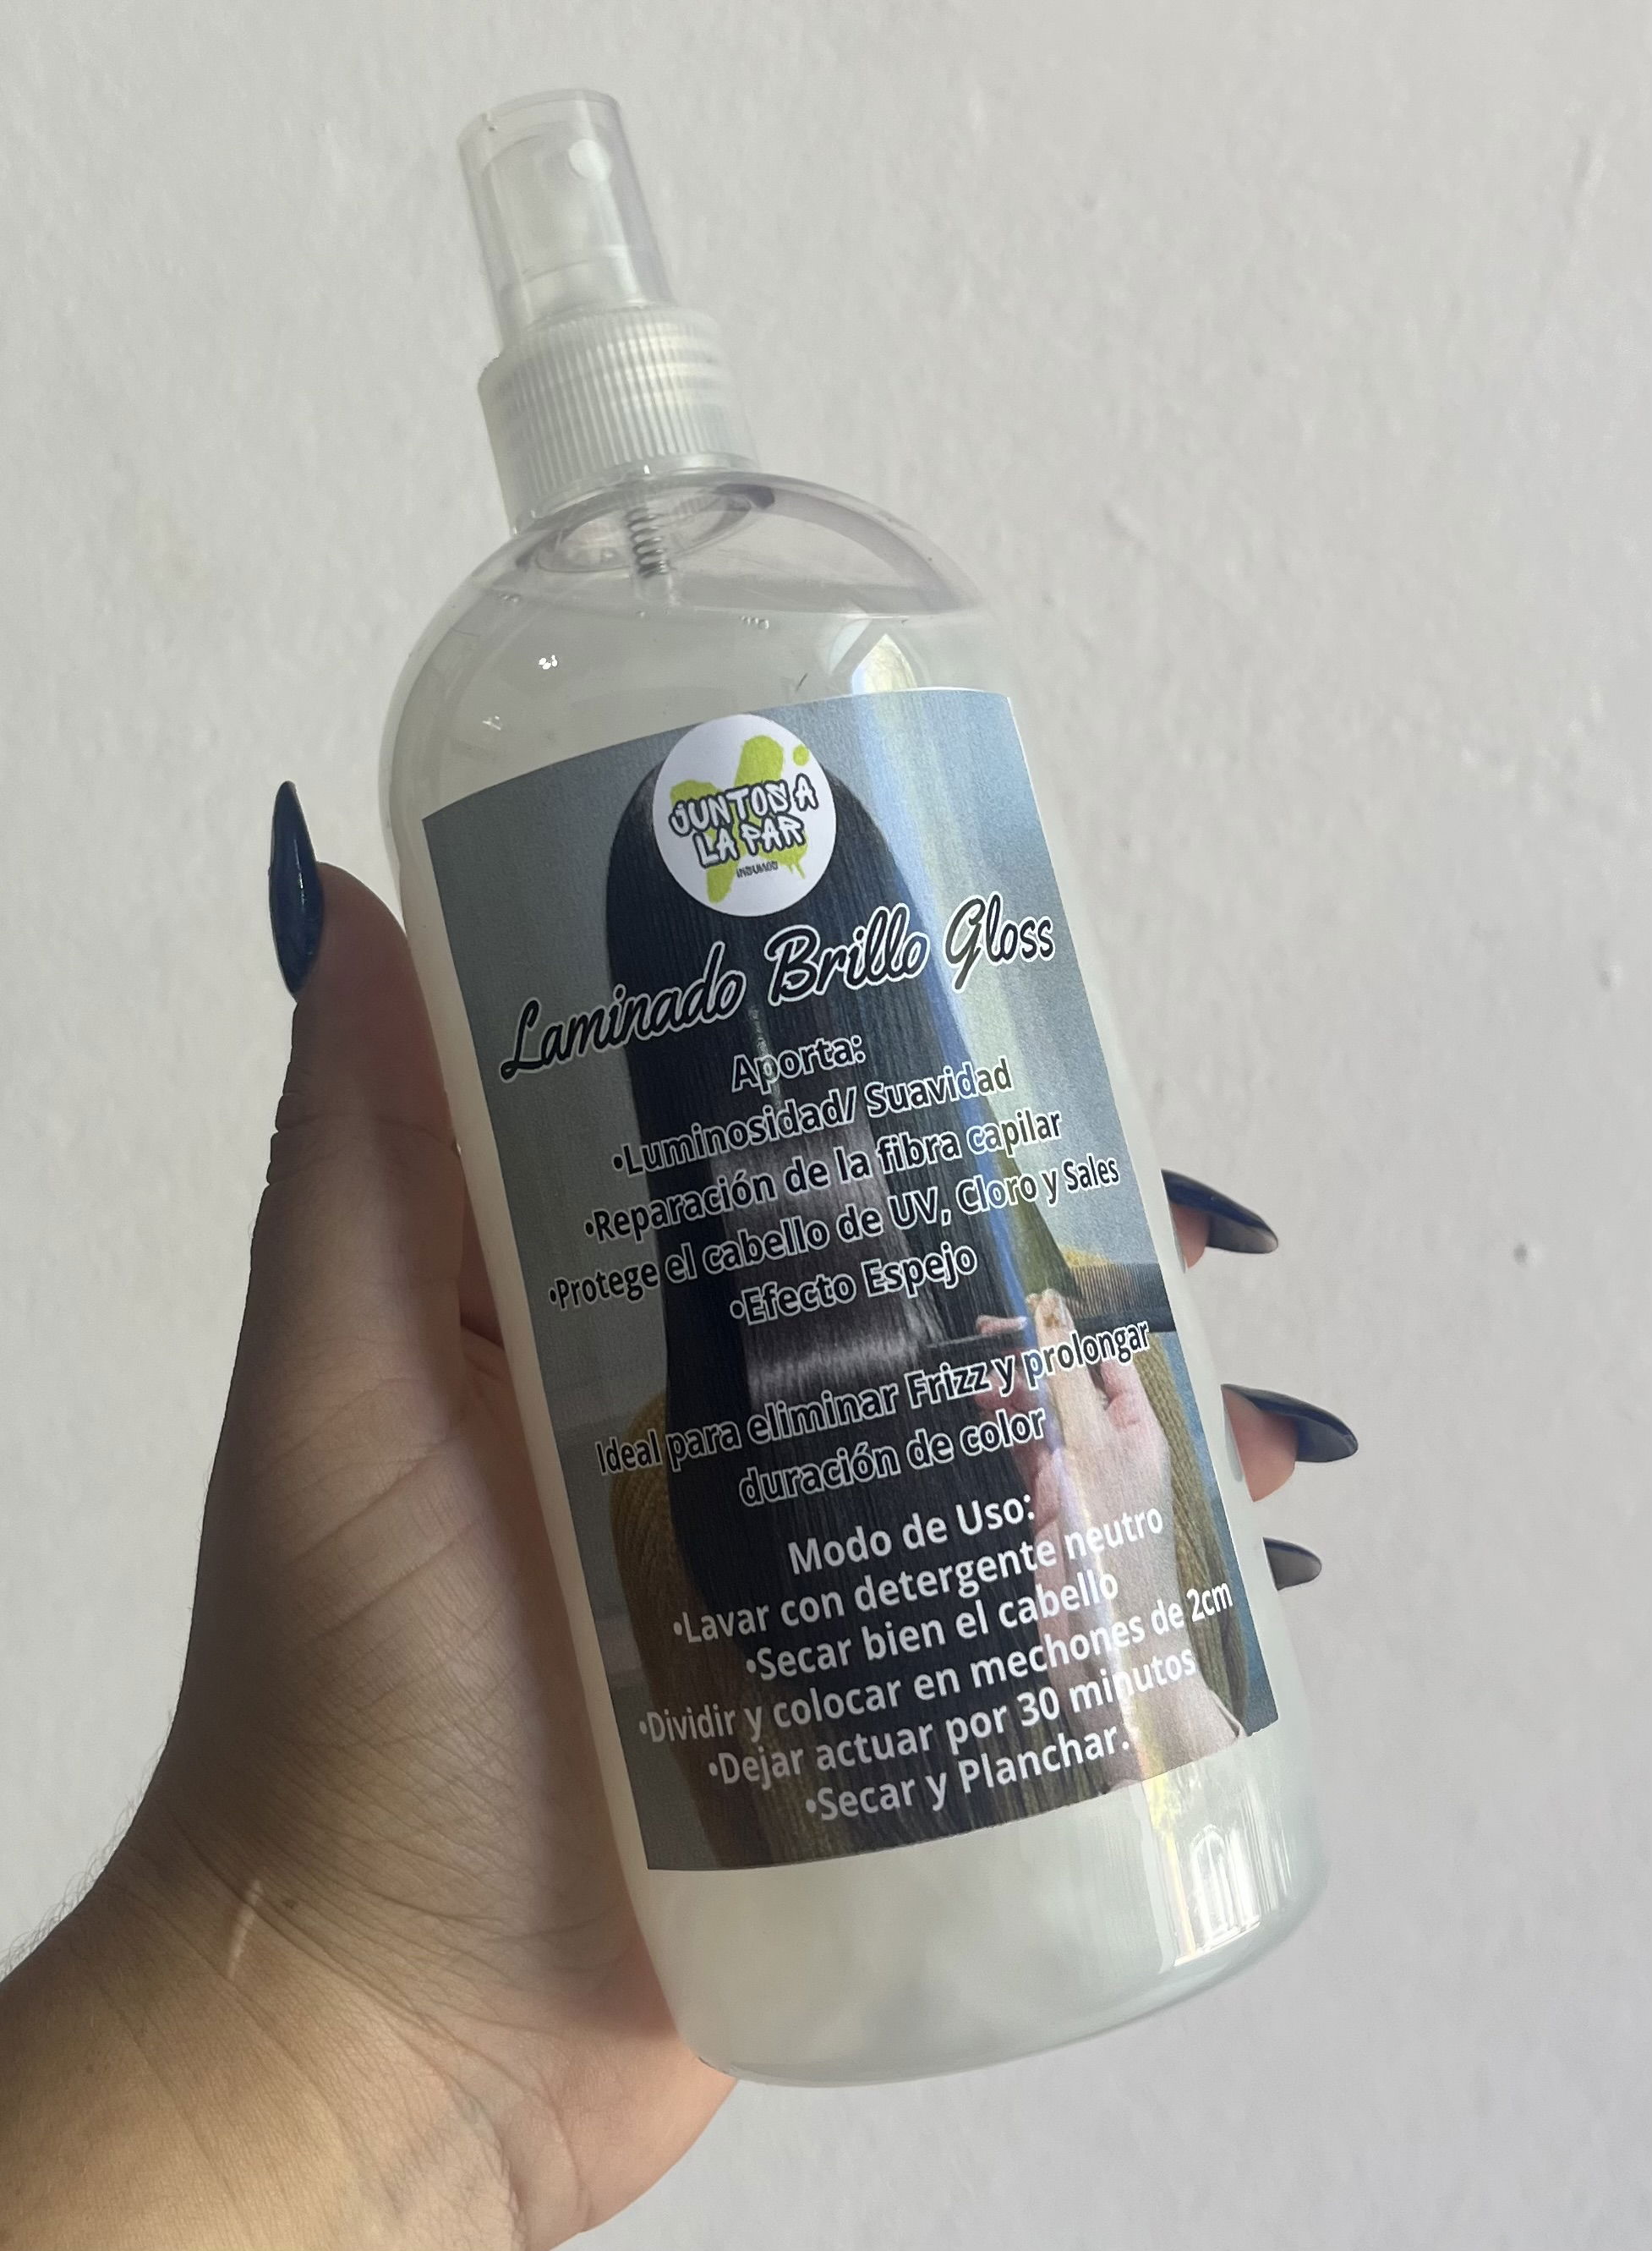 JUNTOS A
LA PAR
INSUMOS
Laminado Brillo Gloss
Aporta:
•Luminosidad/ Suavidad
•Reparación de la fibra capilar
•Protege el cabello de UV, Cloro y Sales
•Efecto Espejo
Ideal para eliminar Frizz y prolongar
duración de color
Modo de Uso:
•Lavar con detergente neutro
•Secar bien el cabello
•Dividir y colocar en mechones de 2cm
•Dejar actuar por 30 minutos
•Secar y Planchar.